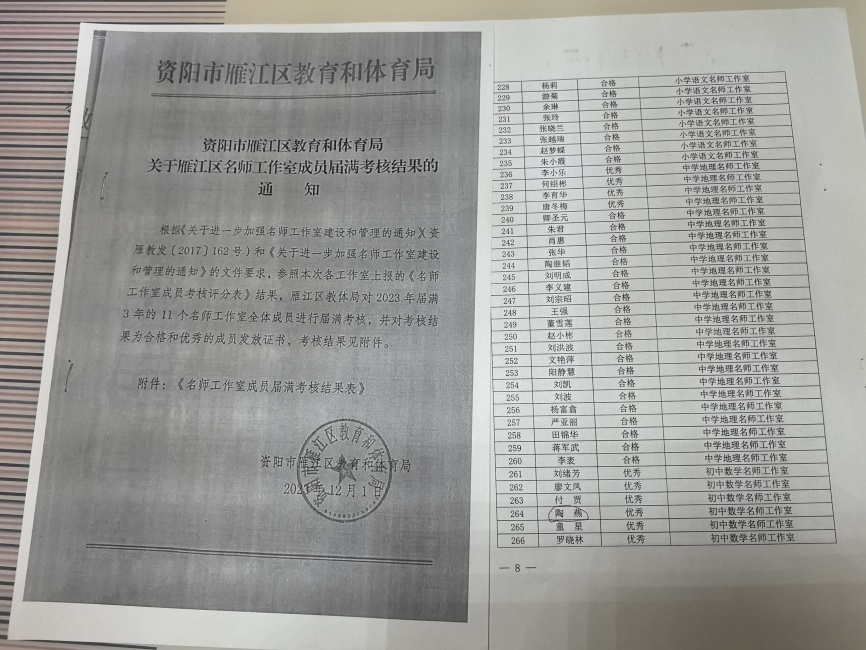 资阳市雁江区教育和体育局
资阳市雁江区教育和体育局
关于雁江区名师工作室成员届满考核结果的
通 知
根据《关于进一步加强名师工作室建设和管理的通知》(资
雁教发〔2017〕162号)和《关于进一步加强名师工作室建设
和管理的通知》的文件要求,参照本次各工作室上报的《名师
工作室成员考核评分表》结果,雁江区教体局对2023年届满
3年的11个名师工作室全体成员进行届满考核,并对考核结
果为合格和优秀的成员发放证书,考核结果见附件。
附件:《名师工作室成员届满考核结果表》
资阳市雁江区教育和体育局
2023年12月1日
228 杨莉 合格 小学语文名师工作室
229 游菊 合格 小学语文名师工作室
230 余琳 合格 小学语文名师工作室
231 张玲 合格 小学语文名师工作室
232 张晓兰 合格 小学语文名师工作室
233 张越瑞 合格 小学语文名师工作室
234 赵梦蝶 合格 小学语文名师工作室
235 朱小霞 合格 小学语文名师工作室
236 李小乐 优秀 中学地理名师工作室
237 何绍彬 优秀 中学地理名师工作室
238 李育华 优秀 中学地理名师工作室
239 唐冬梅 优秀 中学地理名师工作室
240 卿圣元 合格 中学地理名师工作室
241 朱君 合格 中学地理名师工作室
242 肖惠 合格 中学地理名师工作室
243 张华 合格 中学地理名师工作室
244 陶继韬 合格 中学地理名师工作室
245 刘明成 合格 中学地理名师工作室
246 李义建 合格 中学地理名师工作室
247 刘宗昭 合格 中学地理名师工作室
248 王强 合格 中学地理名师工作室
249 董雪莲 合格 中学地理名师工作室
250 赵小彬 合格 中学地理名师工作室
251 刘洪波 合格 中学地理名师工作室
252 文艳萍 合格 中学地理名师工作室
253 阳静慧 合格 中学地理名师工作室
254 刘凯 合格 中学地理名师工作室
255 刘波 合格 中学地理名师工作室
256 杨富翕 合格 中学地理名师工作室
257 严亚丽 合格 中学地理名师工作室
258 田锦华 合格 中学地理名师工作室
259 蒋军武 合格 中学地理名师工作室
260 李袤 合格 中学地理名师工作室
261 刘绪芳 优秀 初中数学名师工作室
262 廖文凤 优秀 初中数学名师工作室
263 付 贾 优秀 初中数学名师工作室
264 陶 燕 优秀 初中数学名师工作室
265 童 星 优秀 初中数学名师工作室
266 罗晓林 优秀 初中数学名师工作室
— 8 —